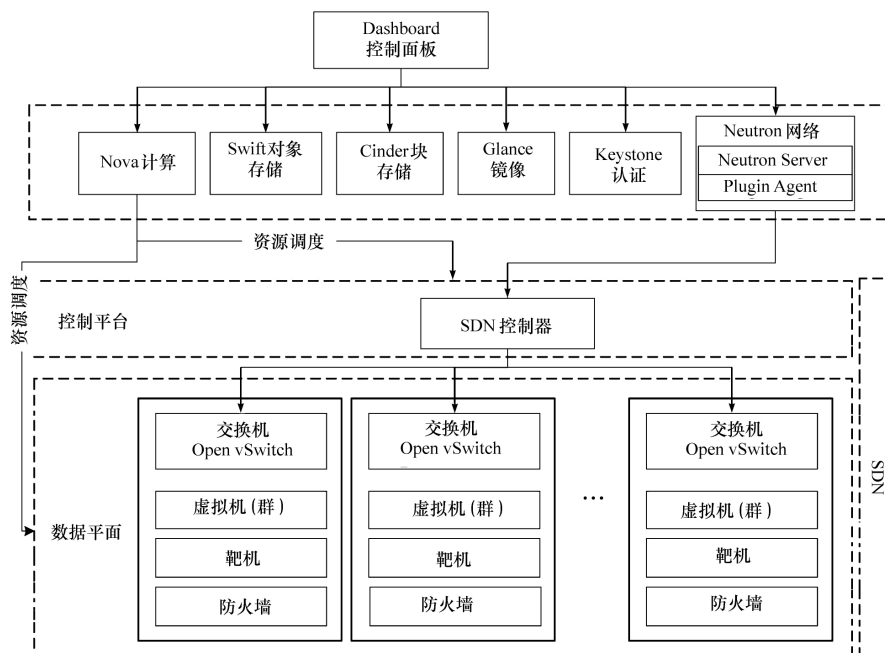 Dashboard
控制面板
Nova计算
Swift对象
存储
Cinder块
存储
Glance
镜像
Keystone
认证
Neutron 网络
Neutron Server
Plugin Agent
资源调度
资源调度
控制平台
SDN 控制器
SDN
数据平面
交换机
Open vSwitch
虚拟机(群)
靶机
防火墙
交换机
Open vSwitch
虚拟机(群)
靶机
防火墙
…
交换机
Open vSwitch
虚拟机(群)
靶机
防火墙